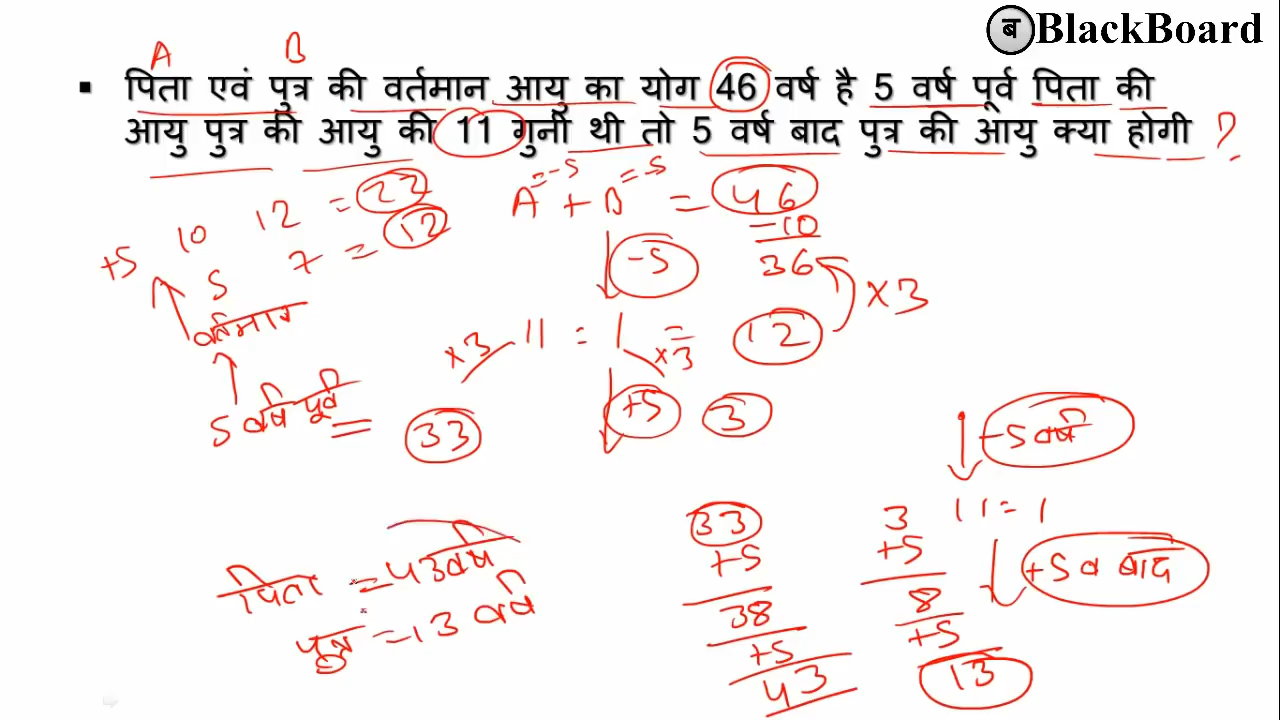 ब BlackBoard
A B
▪ पिता एवं पुत्र की वर्तमान आयु का योग 46 वर्ष है 5 वर्ष पूर्व पिता की
आयु पुत्र की आयु की 11 गुनी थी तो 5 वर्ष बाद पुत्र की आयु क्या होगी ?
=-5 =-5
A + B = 46
-10
36
+5 10 12 = 22
5 7 = 12
वर्तमान
-5
×3
×3 11 : 1 = 12
×3
5 वर्ष पूर्व = 33
+5 3
-5 वर्ष
11 = 1
+5 व बाद
33
+5
38
+5
43
3
+5
8
+5
13
पिता = 43 वर्ष
पुत्र = 13 वर्ष